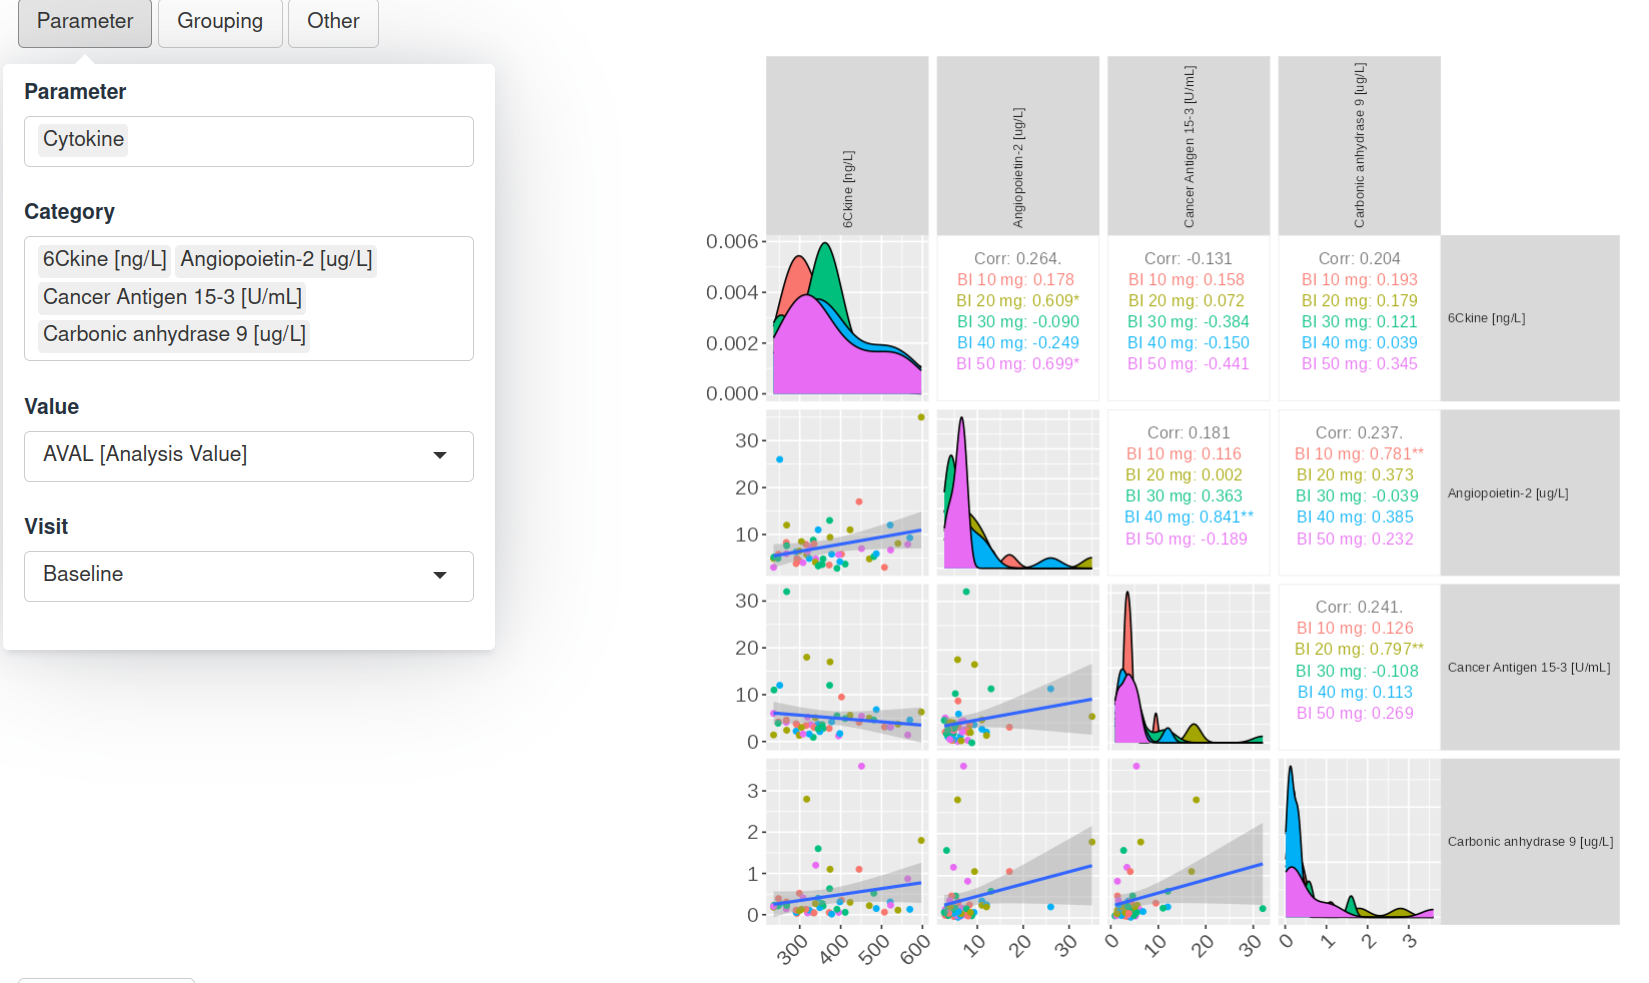 Parameter Grouping Other
Parameter
Cytokine
Category
6Ckine [ng/L] Angiopoietin-2 [ug/L]
Cancer Antigen 15-3 [U/mL]
Carbonic anhydrase 9 [ug/L]
Value
AVAL [Analysis Value]
Visit
Baseline
6Ckine [ng/L]
Angiopoietin-2 [ug/L]
Cancer Antigen 15-3 [U/mL]
Carbonic anhydrase 9 [ug/L]
0.006
0.004
0.002
0.000
Corr: 0.264.
BI 10 mg: 0.178
BI 20 mg: 0.609*
BI 30 mg: -0.090
BI 40 mg: -0.249
BI 50 mg: 0.699*
Corr: -0.131
BI 10 mg: 0.158
BI 20 mg: 0.072
BI 30 mg: -0.384
BI 40 mg: -0.150
BI 50 mg: -0.441
Corr: 0.204
BI 10 mg: 0.193
BI 20 mg: 0.179
BI 30 mg: 0.121
BI 40 mg: 0.039
BI 50 mg: 0.345
6Ckine [ng/L]
30
20
10
Corr: 0.181
BI 10 mg: 0.116
BI 20 mg: 0.002
BI 30 mg: 0.363
BI 40 mg: 0.841**
BI 50 mg: -0.189
Corr: 0.237.
BI 10 mg: 0.781**
BI 20 mg: 0.373
BI 30 mg: -0.039
BI 40 mg: 0.385
BI 50 mg: 0.232
Angiopoietin-2 [ug/L]
30
20
10
0
Corr: 0.241.
BI 10 mg: 0.126
BI 20 mg: 0.797**
BI 30 mg: -0.108
BI 40 mg: 0.113
BI 50 mg: 0.269
Cancer Antigen 15-3 [U/mL]
3
2
1
0
Carbonic anhydrase 9 [ug/L]
300 400 500 600
10 20 30
0 10 20 30
0 1 2 3